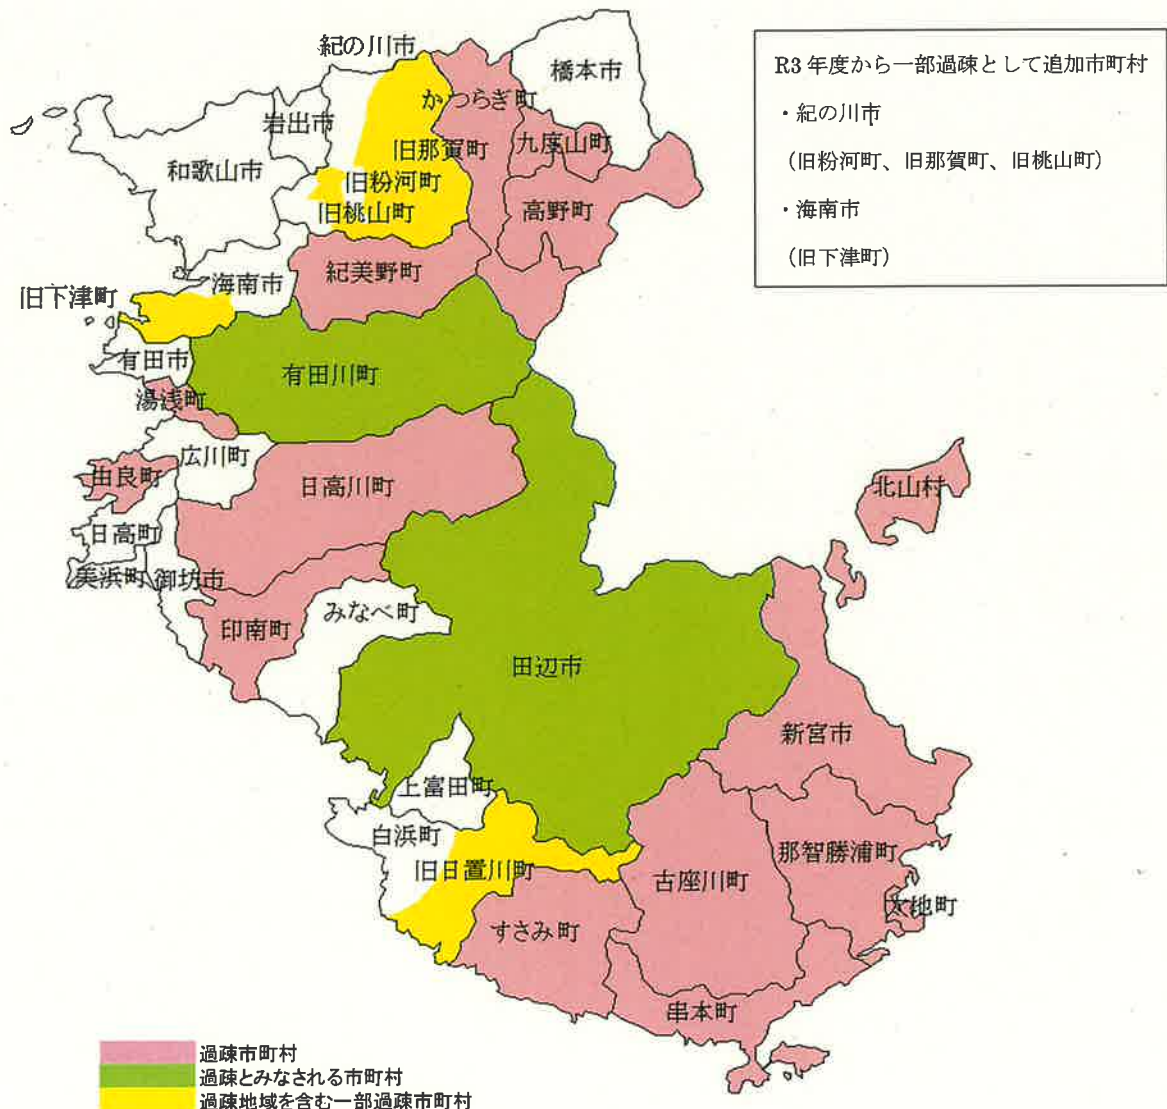 紀の川市
橋本市
かつらぎ町
岩出市
九度山町
旧那賀町
和歌山市
旧粉河町
旧桃山町
高野町
紀美野町
海南市
旧下津町
有田市
有田川町
湯浅町
広川町
由良町
日高川町
北山村
日高町
美浜町
御坊市
みなべ町
印南町
田辺市
新宮市
上富田町
白浜町
那智勝浦町
旧日置川町
古座川町
太地町
すさみ町
串本町
R3年度から一部過疎として追加市町村
・紀の川市
(旧粉河町、旧那賀町、旧桃山町)
・海南市
(旧下津町)
過疎市町村
過疎とみなされる市町村
過疎地域を含む一部過疎市町村